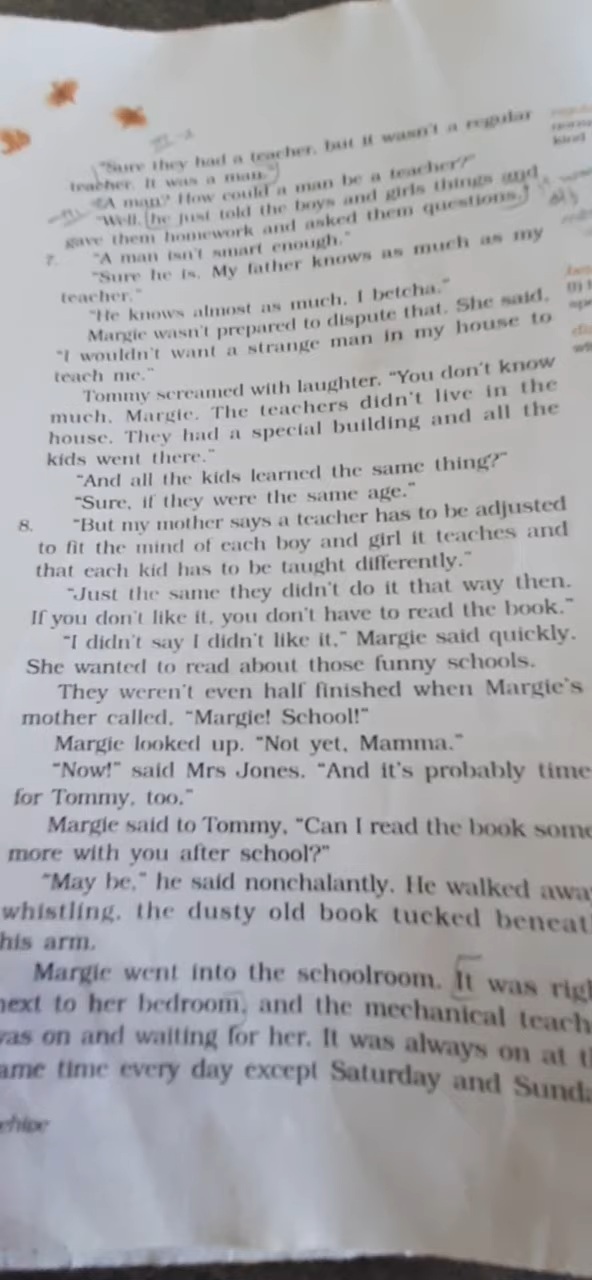 "Sure they had a teacher, but it wasn't a regular
teacher. It was a man."
"A man? How could a man be a teacher?"
"Well, he just told the boys and girls things and
gave them homework and asked them questions."
7. "A man isn't smart enough."
"Sure he is. My father knows as much as my
teacher."
"He knows almost as much, I betcha."
Margie wasn't prepared to dispute that. She said,
"I wouldn't want a strange man in my house to
teach me."
Tommy screamed with laughter. "You don't know
much, Margie. The teachers didn't live in the
house. They had a special building and all the
kids went there."
"And all the kids learned the same thing?"
"Sure, if they were the same age."
8. "But my mother says a teacher has to be adjusted
to fit the mind of each boy and girl it teaches and
that each kid has to be taught differently."
"Just the same they didn't do it that way then.
If you don't like it, you don't have to read the book."
"I didn't say I didn't like it," Margie said quickly.
She wanted to read about those funny schools.
They weren't even half finished when Margie's
mother called, "Margie! School!"
Margie looked up. "Not yet, Mamma."
"Now!" said Mrs Jones. "And it's probably time
for Tommy, too."
Margie said to Tommy, "Can I read the book some
more with you after school?"
"May be," he said nonchalantly. He walked awa
whistling, the dusty old book tucked beneat
his arm.
Margie went into the schoolroom. It was rig
next to her bedroom, and the mechanical teach
was on and waiting for her. It was always on at t
ame time every day except Saturday and Sunda